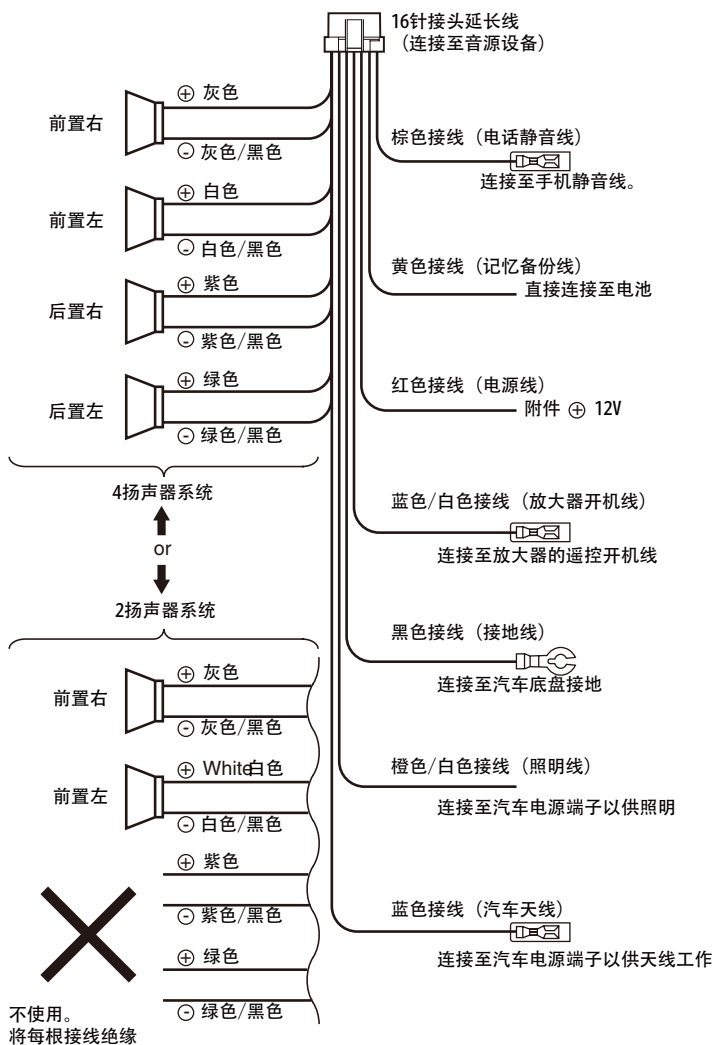 16针接头延长线
（连接至音源设备）
前置右
⊕ 灰色
⊖ 灰色/黑色
前置左
⊕ 白色
⊖ 白色/黑色
后置右
⊕ 紫色
⊖ 紫色/黑色
后置左
⊕ 绿色
⊖ 绿色/黑色
4扬声器系统
or
2扬声器系统
前置右
⊕ 灰色
⊖ 灰色/黑色
前置左
⊕ White白色
⊖ 白色/黑色
⊕ 紫色
⊖ 紫色/黑色
⊕ 绿色
⊖ 绿色/黑色
不使用。
将每根接线绝缘
棕色接线（电话静音线）
连接至手机静音线。
黄色接线（记忆备份线）
直接连接至电池
红色接线（电源线）
附件 ⊕ 12V
蓝色/白色接线（放大器开机线）
连接至放大器的遥控开机线
黑色接线（接地线）
连接至汽车底盘接地
橙色/白色接线（照明线）
连接至汽车电源端子以供照明
蓝色接线（汽车天线）
连接至汽车电源端子以供天线工作